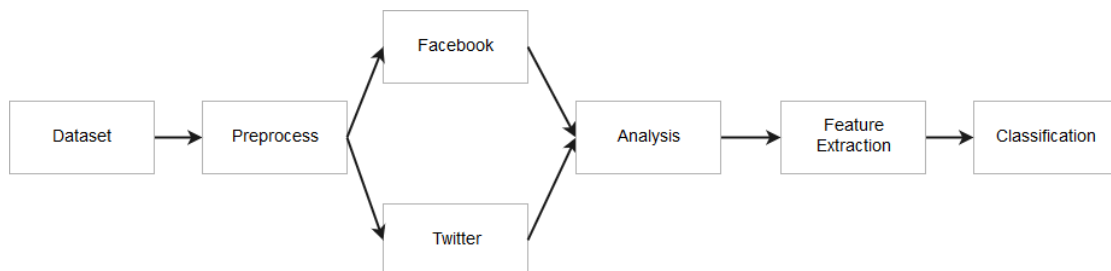 Facebook
Dataset
Preprocess
Analysis
Feature
Extraction
Classification
Twitter